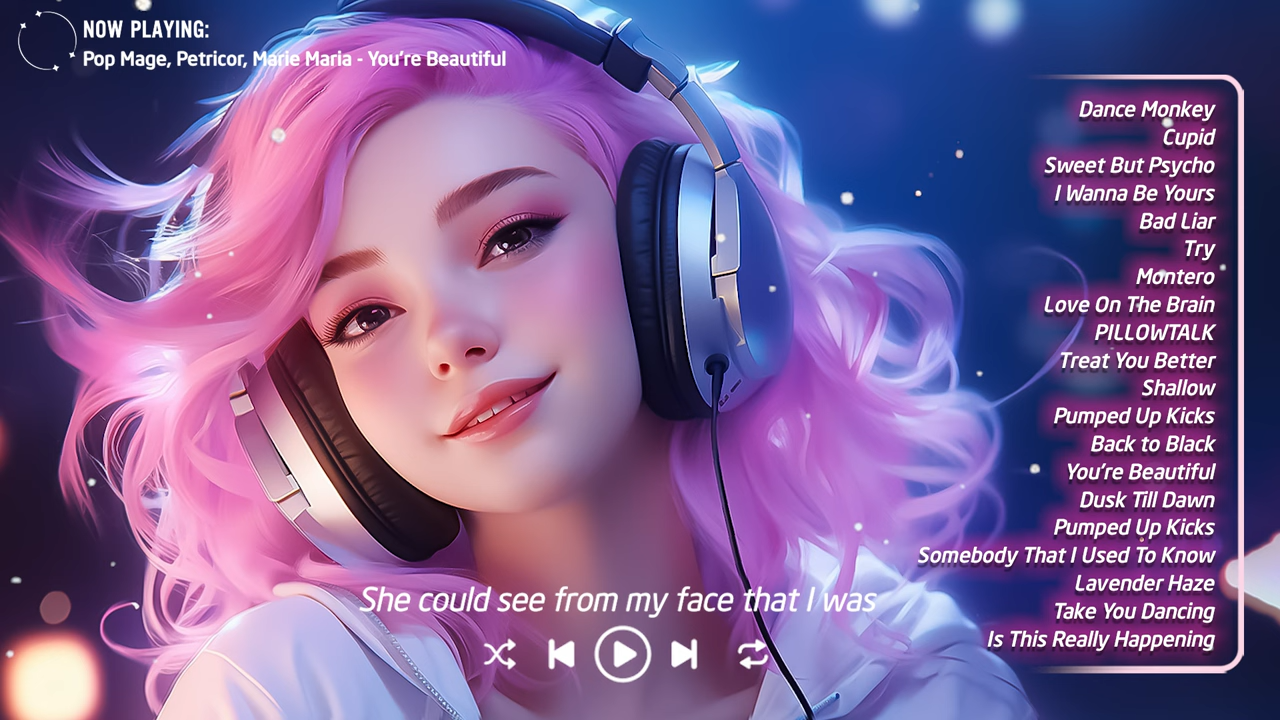 NOW PLAYING:
Pop Mage, Petricor, Marie Maria - You're Beautiful
Dance Monkey
Cupid
Sweet But Psycho
I Wanna Be Yours
Bad Liar
Try
Montero
Love On The Brain
PILLOWTALK
Treat You Better
Shallow
Pumped Up Kicks
Back to Black
You're Beautiful
Dusk Till Dawn
Pumped Up Kicks
Somebody That I Used To Know
Lavender Haze
Take You Dancing
Is This Really Happening
She could see from my face that I was